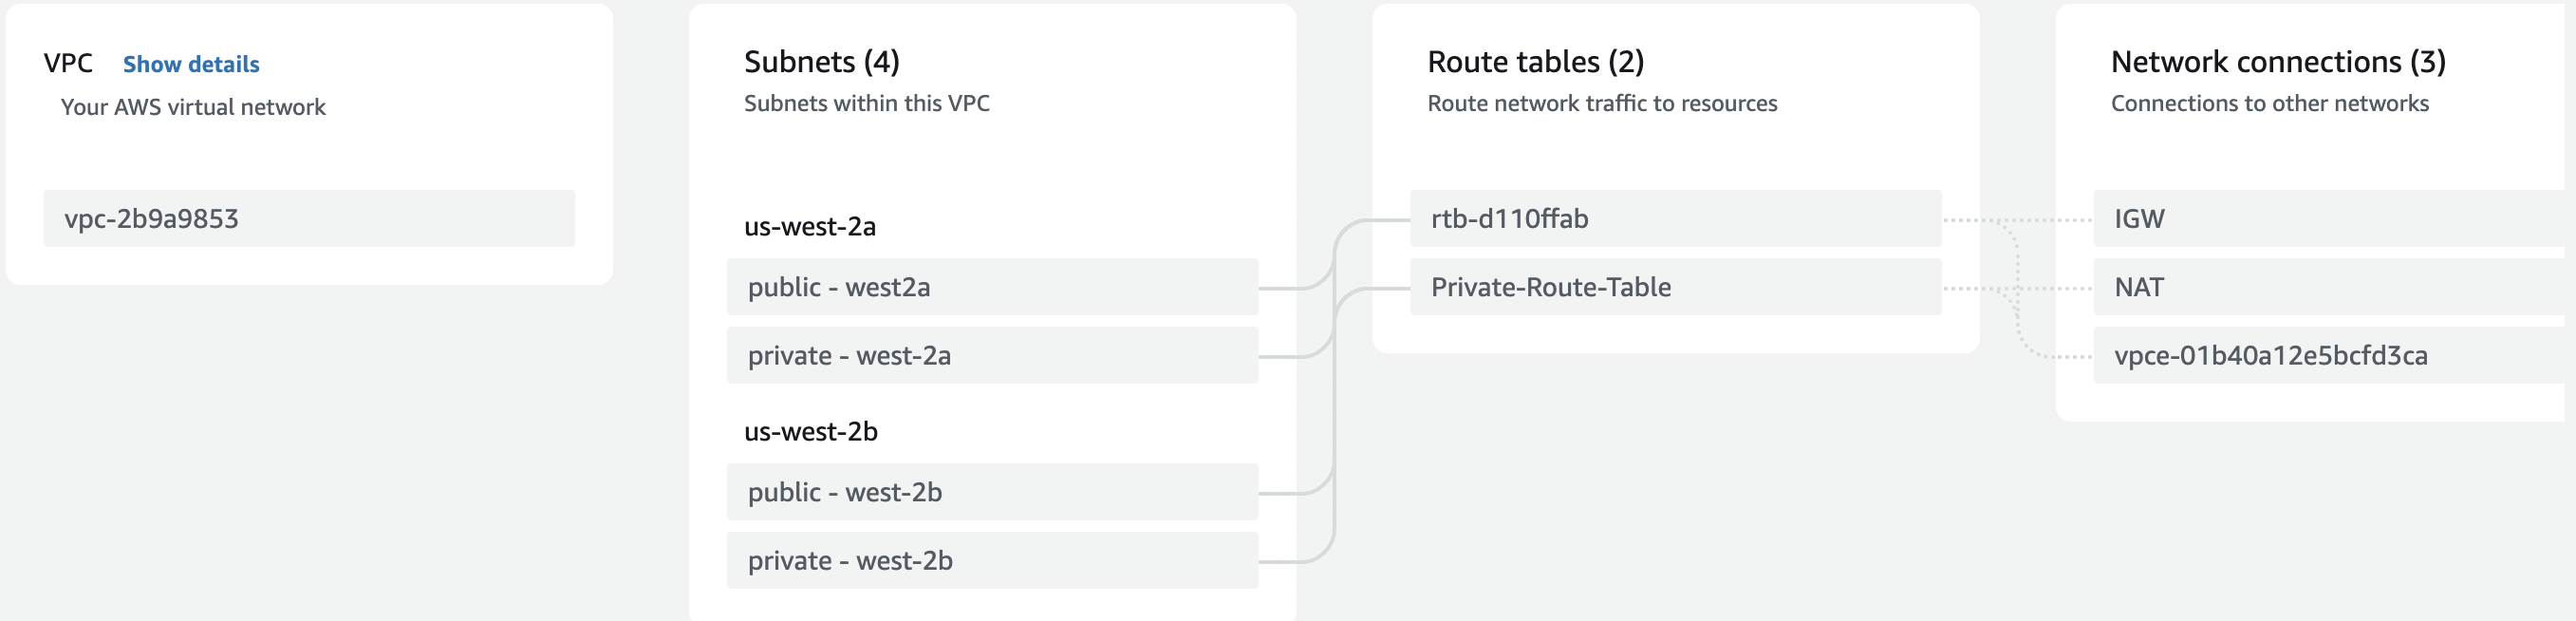 VPC Show details
Your AWS virtual network
vpc-2b9a9853
Subnets (4)
Subnets within this VPC
us-west-2a
public - west2a
private - west-2a
us-west-2b
public - west-2b
private - west-2b
Route tables (2)
Route network traffic to resources
rtb-d110ffab
Private-Route-Table
Network connections (3)
Connections to other networks
IGW
NAT
vpce-01b40a12e5bcfd3ca